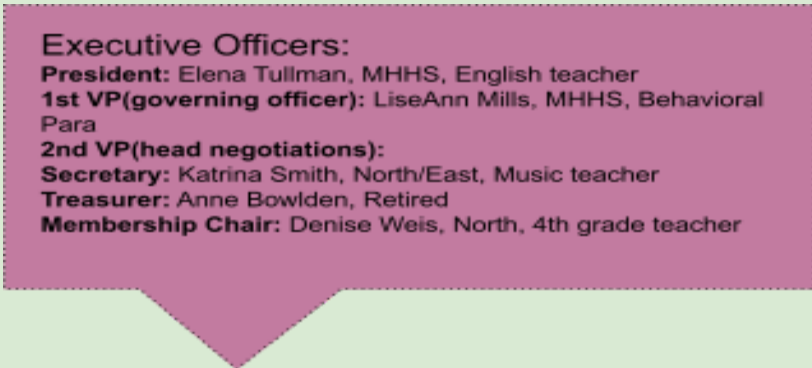 Executive Officers:
President: Elena Tullman, MHHS, English teacher
1st VP(governing officer): LiseAnn Mills, MHHS, Behavioral
Para
2nd VP(head negotiations):
Secretary: Katrina Smith, North/East, Music teacher
Treasurer: Anne Bowlden, Retired
Membership Chair: Denise Weis, North, 4th grade teacher